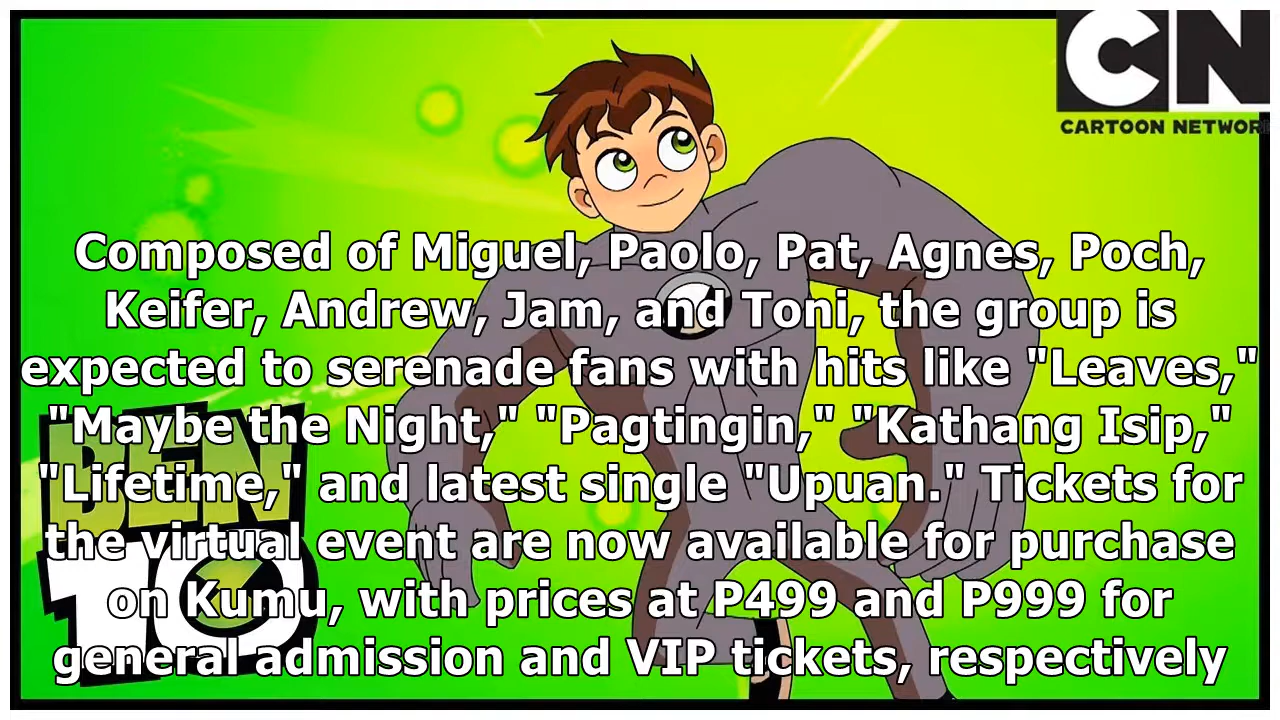 CN
CARTOON NETWOR
Composed of Miguel, Paolo, Pat, Agnes, Poch,
Keifer, Andrew, Jam, and Toni, the group is
expected to serenade fans with hits like "Leaves,"
"Maybe the Night," "Pagtingin," "Kathang Isip,"
"Lifetime," and latest single "Upuan." Tickets for
the virtual event are now available for purchase
on Kumu, with prices at P499 and P999 for
general admission and VIP tickets, respectively
BEN
10